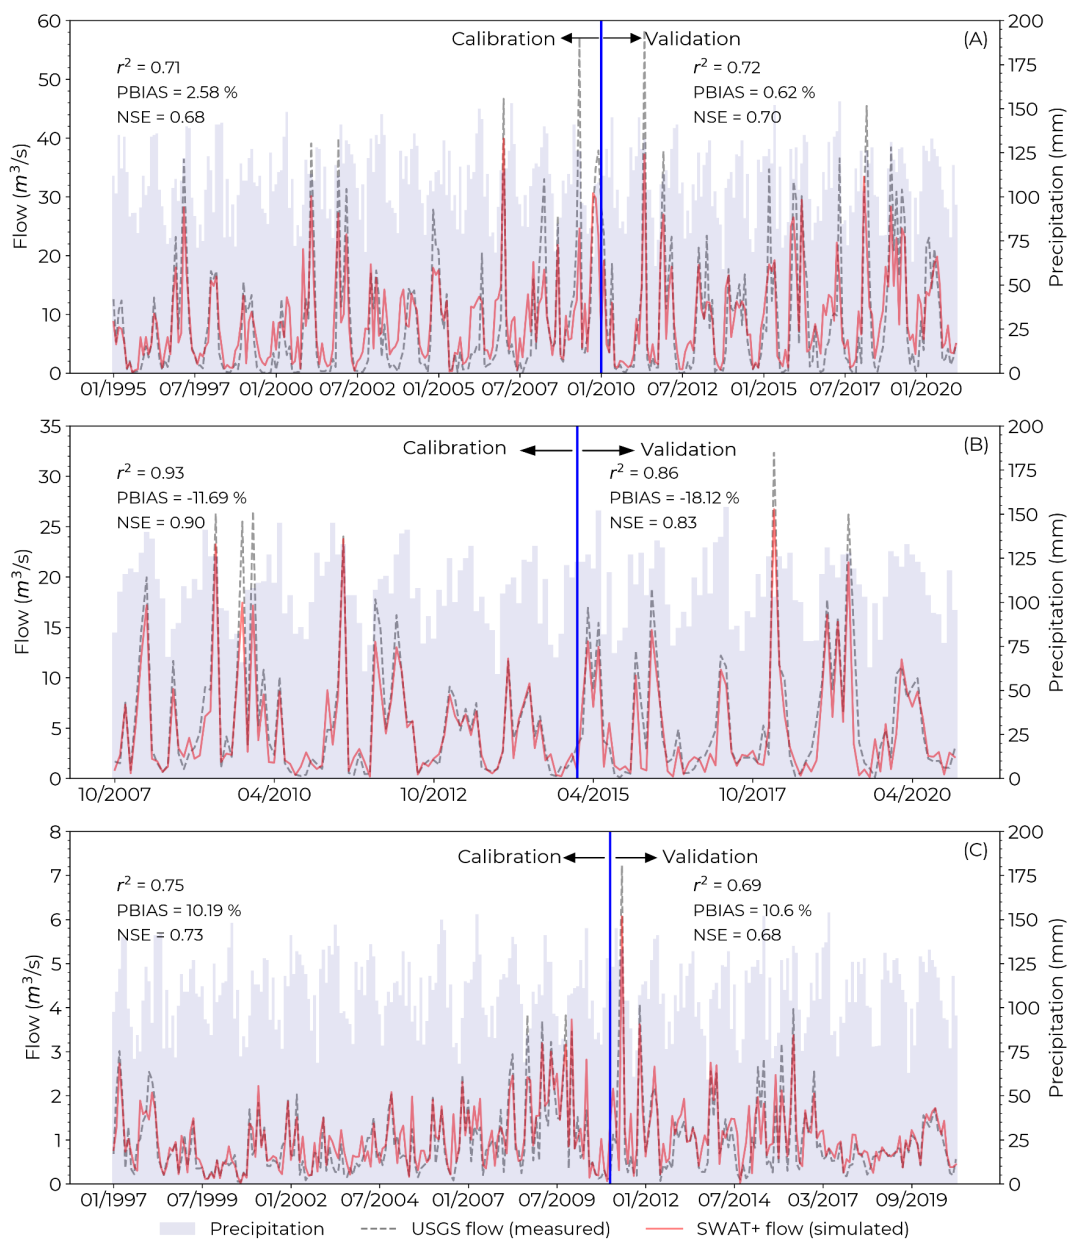 Calibration Validation (A)
r² = 0.71
PBIAS = 2.58 %
NSE = 0.68
r² = 0.72
PBIAS = 0.62 %
NSE = 0.70
60
50
40
30
20
10
0
Flow (m³/s)
200
175
150
125
100
75
50
25
0
Precipitation (mm)
01/1995 07/1997 01/2000 07/2002 01/2005 07/2007 01/2010 07/2012 01/2015 07/2017 01/2020
Calibration Validation (B)
r² = 0.93
PBIAS = -11.69 %
NSE = 0.90
r² = 0.86
PBIAS = -18.12 %
NSE = 0.83
35
30
25
20
15
10
5
0
Flow (m³/s)
200
175
150
125
100
75
50
25
0
Precipitation (mm)
10/2007 04/2010 10/2012 04/2015 10/2017 04/2020
Calibration Validation (C)
r² = 0.75
PBIAS = 10.19 %
NSE = 0.73
r² = 0.69
PBIAS = 10.6 %
NSE = 0.68
8
7
6
5
4
3
2
1
0
Flow (m³/s)
200
175
150
125
100
75
50
25
0
Precipitation (mm)
01/1997 07/1999 01/2002 07/2004 01/2007 07/2009 01/2012 07/2014 03/2017 09/2019
Precipitation USGS flow (measured) SWAT+ flow (simulated)